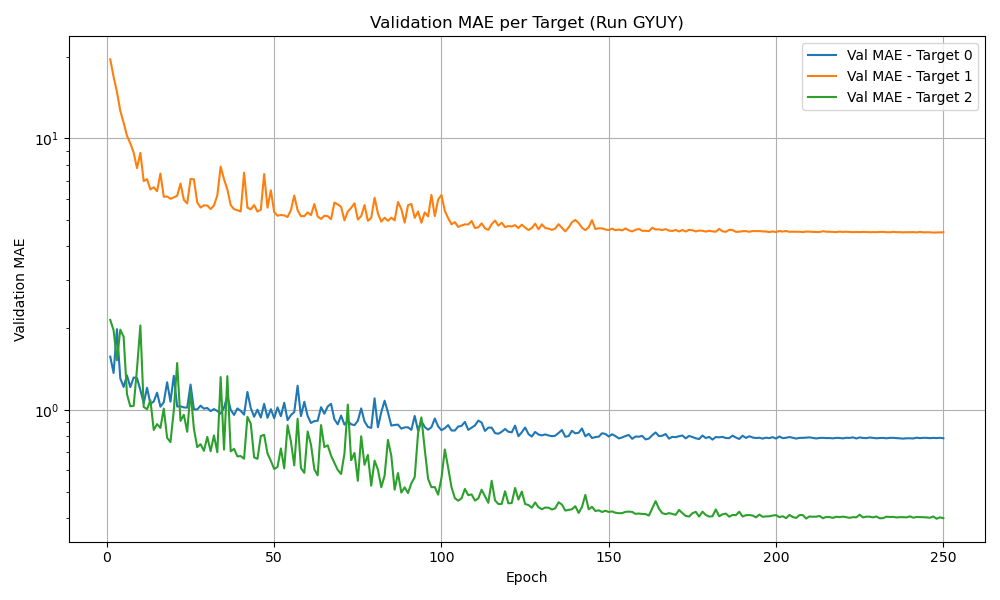 Validation MAE per Target (Run GYUY)
Val MAE - Target 0
Val MAE - Target 1
Val MAE - Target 2
Validation MAE
10¹
10⁰
0 50 100 150 200 250
Epoch